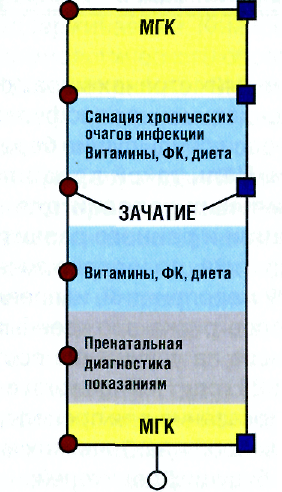 МГК
Санация хронических
очагов инфекции
Витамины, ФК, диета
ЗАЧАТИЕ
Витамины, ФК, диета
Пренатальная
диагностика
показаниям
МГК